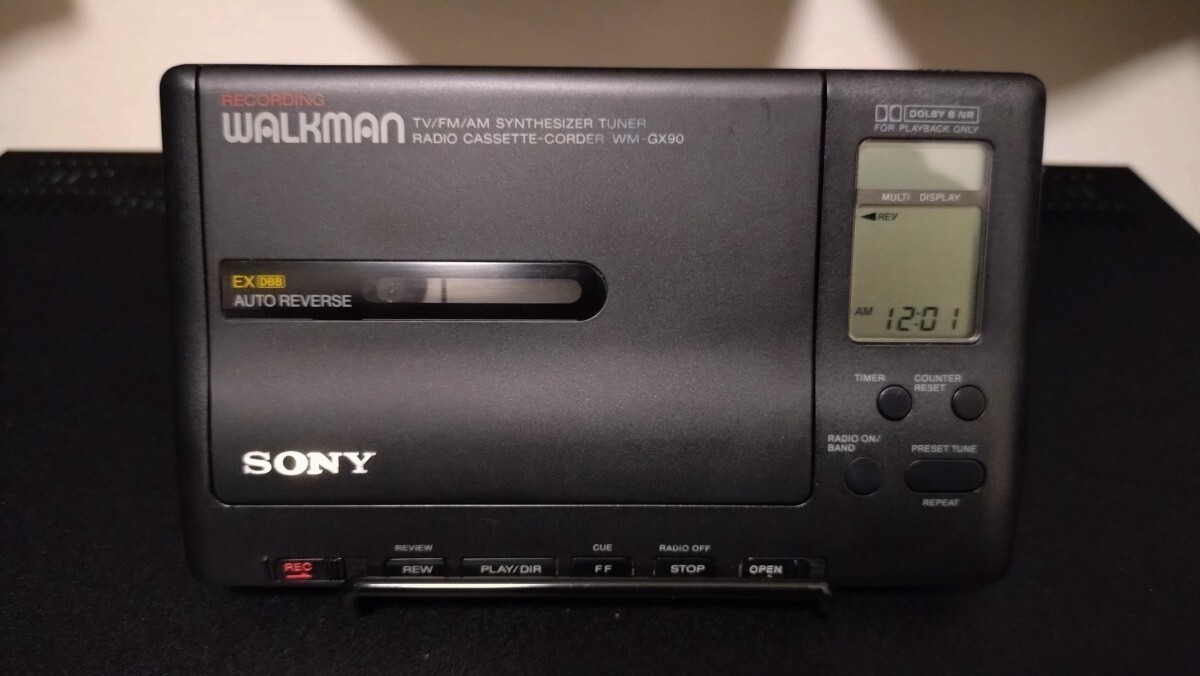 RECORDING
WALKMAN TV/FM/AM SYNTHESIZER TUNER
RADIO CASSETTE-CORDER WM-GX90
DOLBY B NR
FOR PLAYBACK ONLY
MULTI DISPLAY
REV
AM 12:01
EX DBB
AUTO REVERSE
TIMER COUNTER
RESET
RADIO ON/
BAND
PRESET TUNE
REPEAT
SONY
REVIEW CUE RADIO OFF
REC REW PLAY/DIR FF STOP OPEN